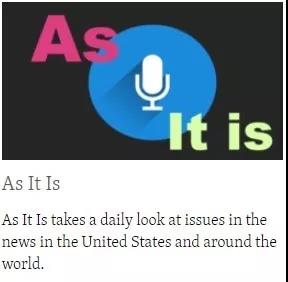 As
It is
As It Is
As It Is takes a daily look at issues in the
news in the United States and around the
world.